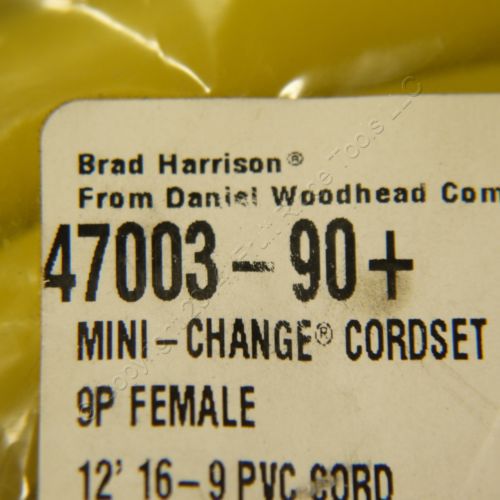 Brad Harrison®
From Daniel Woodhead Com
47003-90+
MINI-CHANGE® CORDSET
9P FEMALE
12' 16-9 PVC CORD